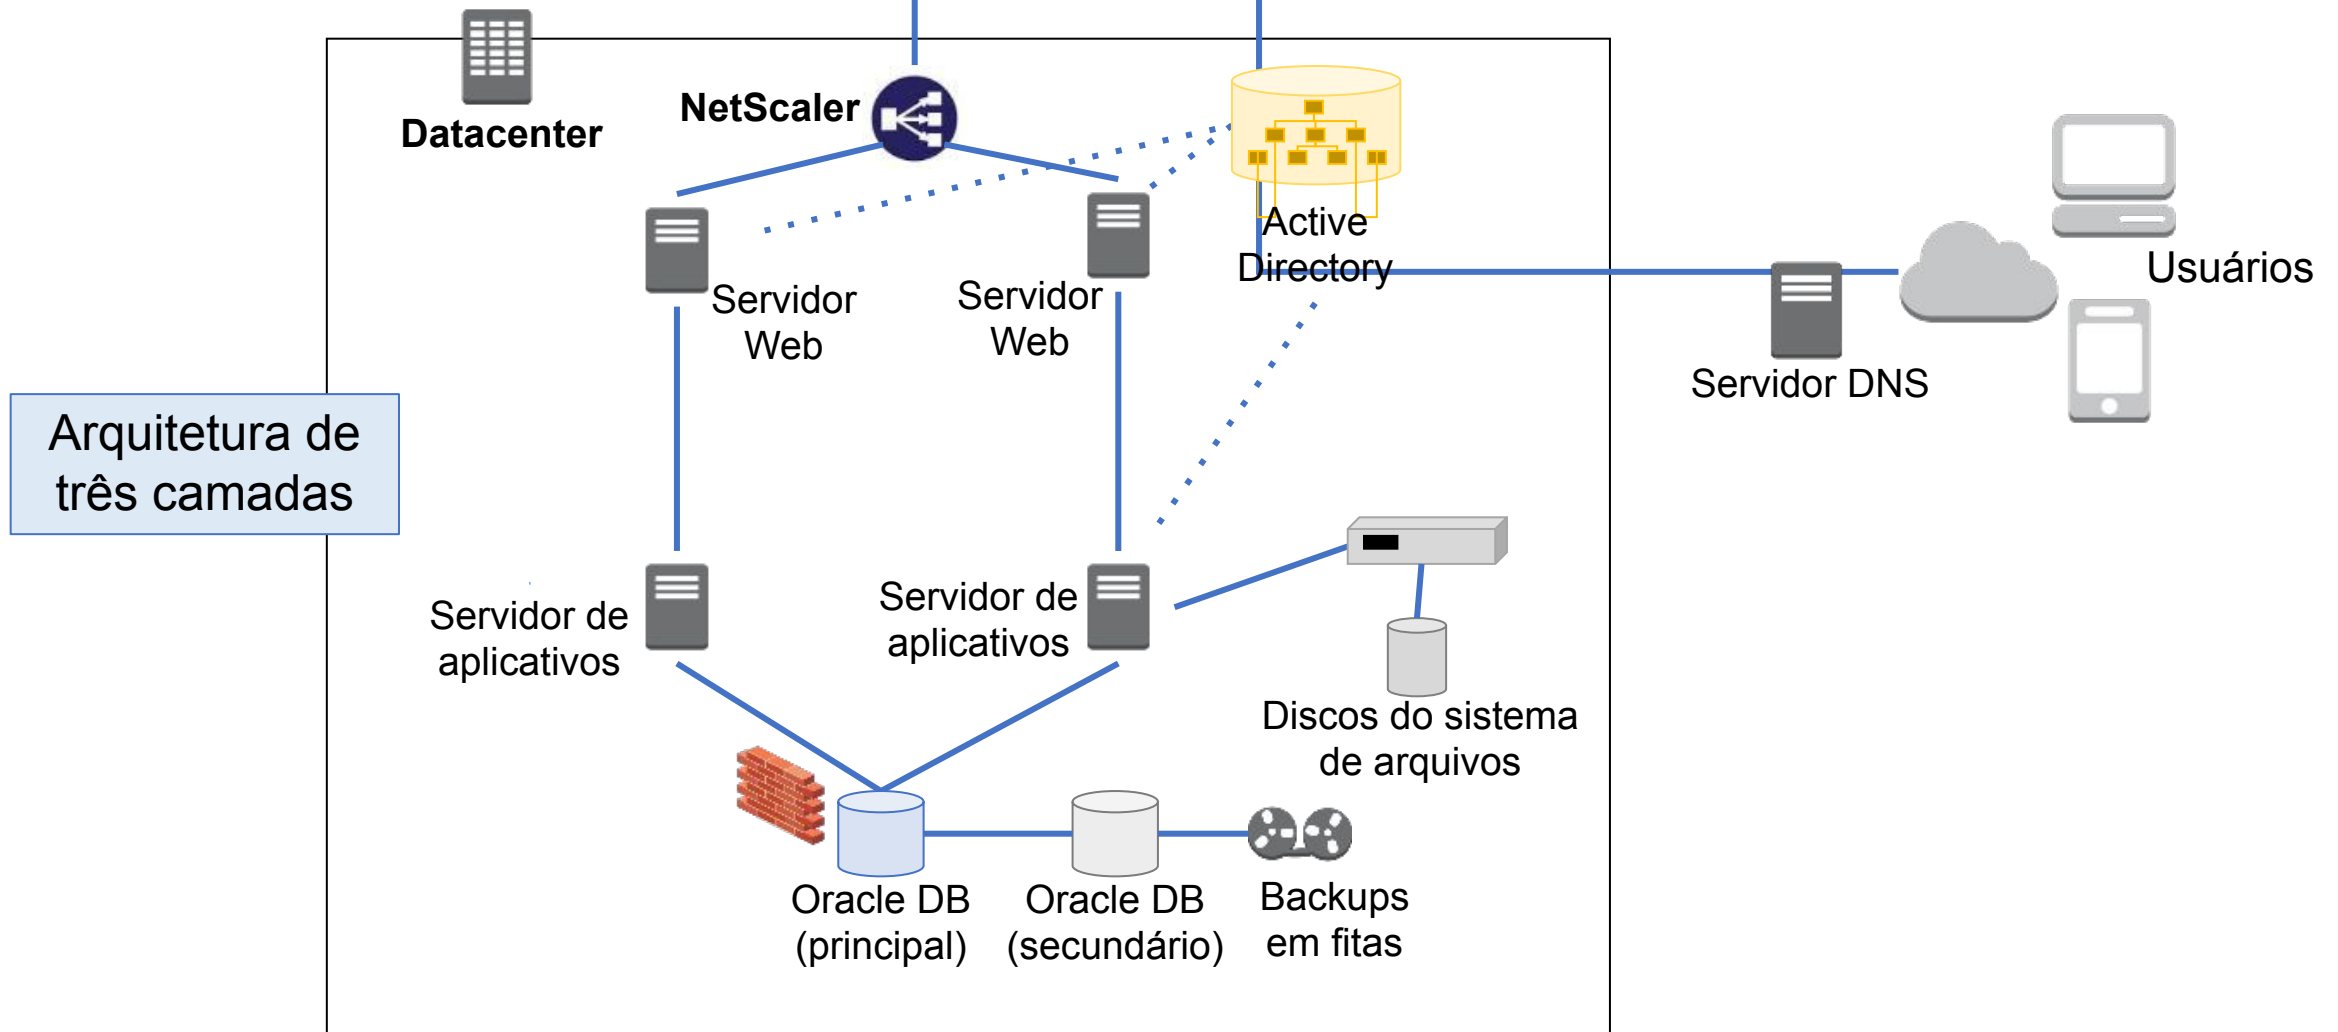 Datacenter
NetScaler
Active
Directory
Servidor
Web
Servidor
Web
Usuários
Servidor DNS
Arquitetura de
três camadas
Servidor de
aplicativos
Servidor de
aplicativos
Discos do sistema
de arquivos
Oracle DB
(principal)
Oracle DB
(secundário)
Backups
em fitas